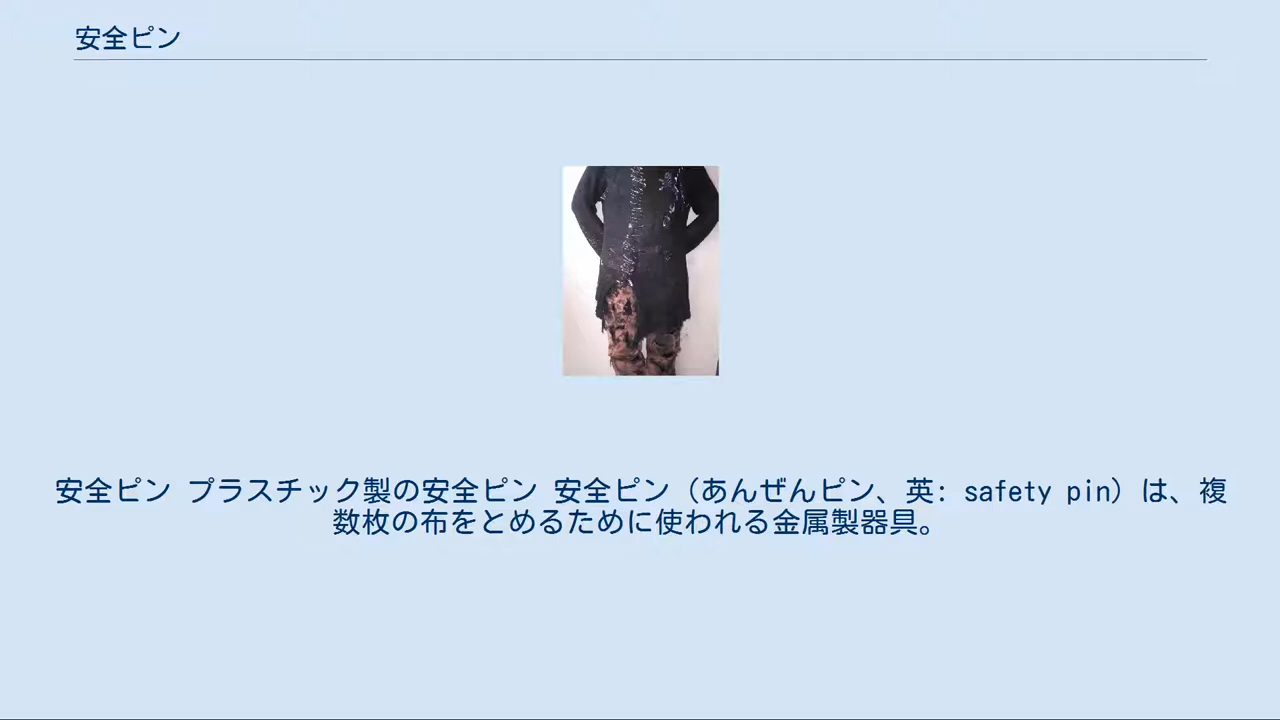 安全ピン
安全ピン プラスチック製の安全ピン 安全ピン（あんぜんピン、英: safety pin）は、複
数枚の布をとめるために使われる金属製器具。